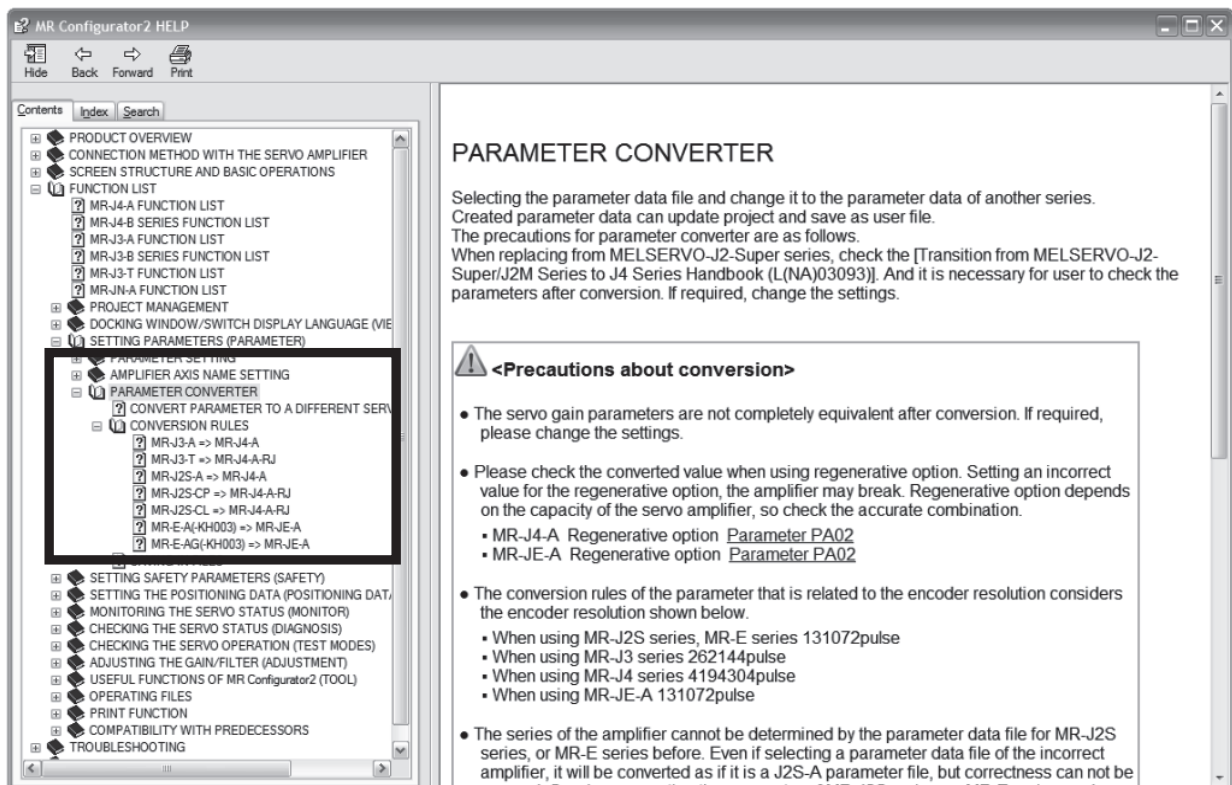 MR Configurator2 HELP
Hide Back Forward Print
Contents Index Search
PRODUCT OVERVIEW
CONNECTION METHOD WITH THE SERVO AMPLIFIER
SCREEN STRUCTURE AND BASIC OPERATIONS
FUNCTION LIST
MR-J4-A FUNCTION LIST
MR-J4-B SERIES FUNCTION LIST
MR-J3-A FUNCTION LIST
MR-J3-B SERIES FUNCTION LIST
MR-J3-T FUNCTION LIST
MR-JN-A FUNCTION LIST
PROJECT MANAGEMENT
DOCKING WINDOW/SWITCH DISPLAY LANGUAGE (VIE
SETTING PARAMETERS (PARAMETER)
PARAMETER SETTING
AMPLIFIER AXIS NAME SETTING
PARAMETER CONVERTER
CONVERT PARAMETER TO A DIFFERENT SERV
CONVERSION RULES
MR-J3-A => MR-J4-A
MR-J3-T => MR-J4-A-RJ
MR-J2S-A => MR-J4-A
MR-J2S-CP => MR-J4-A-RJ
MR-J2S-CL => MR-J4-A-RJ
MR-E-A(-KH003) => MR-JE-A
MR-E-AG(-KH003) => MR-JE-A
SETTING SAFETY PARAMETERS (SAFETY)
SETTING THE POSITIONING DATA (POSITIONING DAT
MONITORING THE SERVO STATUS (MONITOR)
CHECKING THE SERVO STATUS (DIAGNOSIS)
CHECKING THE SERVO OPERATION (TEST MODES)
ADJUSTING THE GAIN/FILTER (ADJUSTMENT)
USEFUL FUNCTIONS OF MR Configurator2 (TOOL)
OPERATING FILES
PRINT FUNCTION
COMPATIBILITY WITH PREDECESSORS
TROUBLESHOOTING
PARAMETER CONVERTER
Selecting the parameter data file and change it to the parameter data of another series.
Created parameter data can update project and save as user file.
The precautions for parameter converter are as follows.
When replacing from MELSERVO-J2-Super series, check the [Transition from MELSERVO-J2-
Super/J2M Series to J4 Series Handbook (L(NA)03093)]. And it is necessary for user to check the
parameters after conversion. If required, change the settings.
<Precautions about conversion>
● The servo gain parameters are not completely equivalent after conversion. If required,
please change the settings.
● Please check the converted value when using regenerative option. Setting an incorrect
value for the regenerative option, the amplifier may break. Regenerative option depends
on the capacity of the servo amplifier, so check the accurate combination.
▪ MR-J4-A Regenerative option Parameter PA02
▪ MR-JE-A Regenerative option Parameter PA02
● The conversion rules of the parameter that is related to the encoder resolution considers
the encoder resolution shown below.
▪ When using MR-J2S series, MR-E series 131072pulse
▪ When using MR-J3 series 262144pulse
▪ When using MR-J4 series 4194304pulse
▪ When using MR-JE-A 131072pulse
● The series of the amplifier cannot be determined by the parameter data file for MR-J2S
series, or MR-E series before. Even if selecting a parameter data file of the incorrect
amplifier, it will be converted as if it is a J2S-A parameter file, but correctness can not be